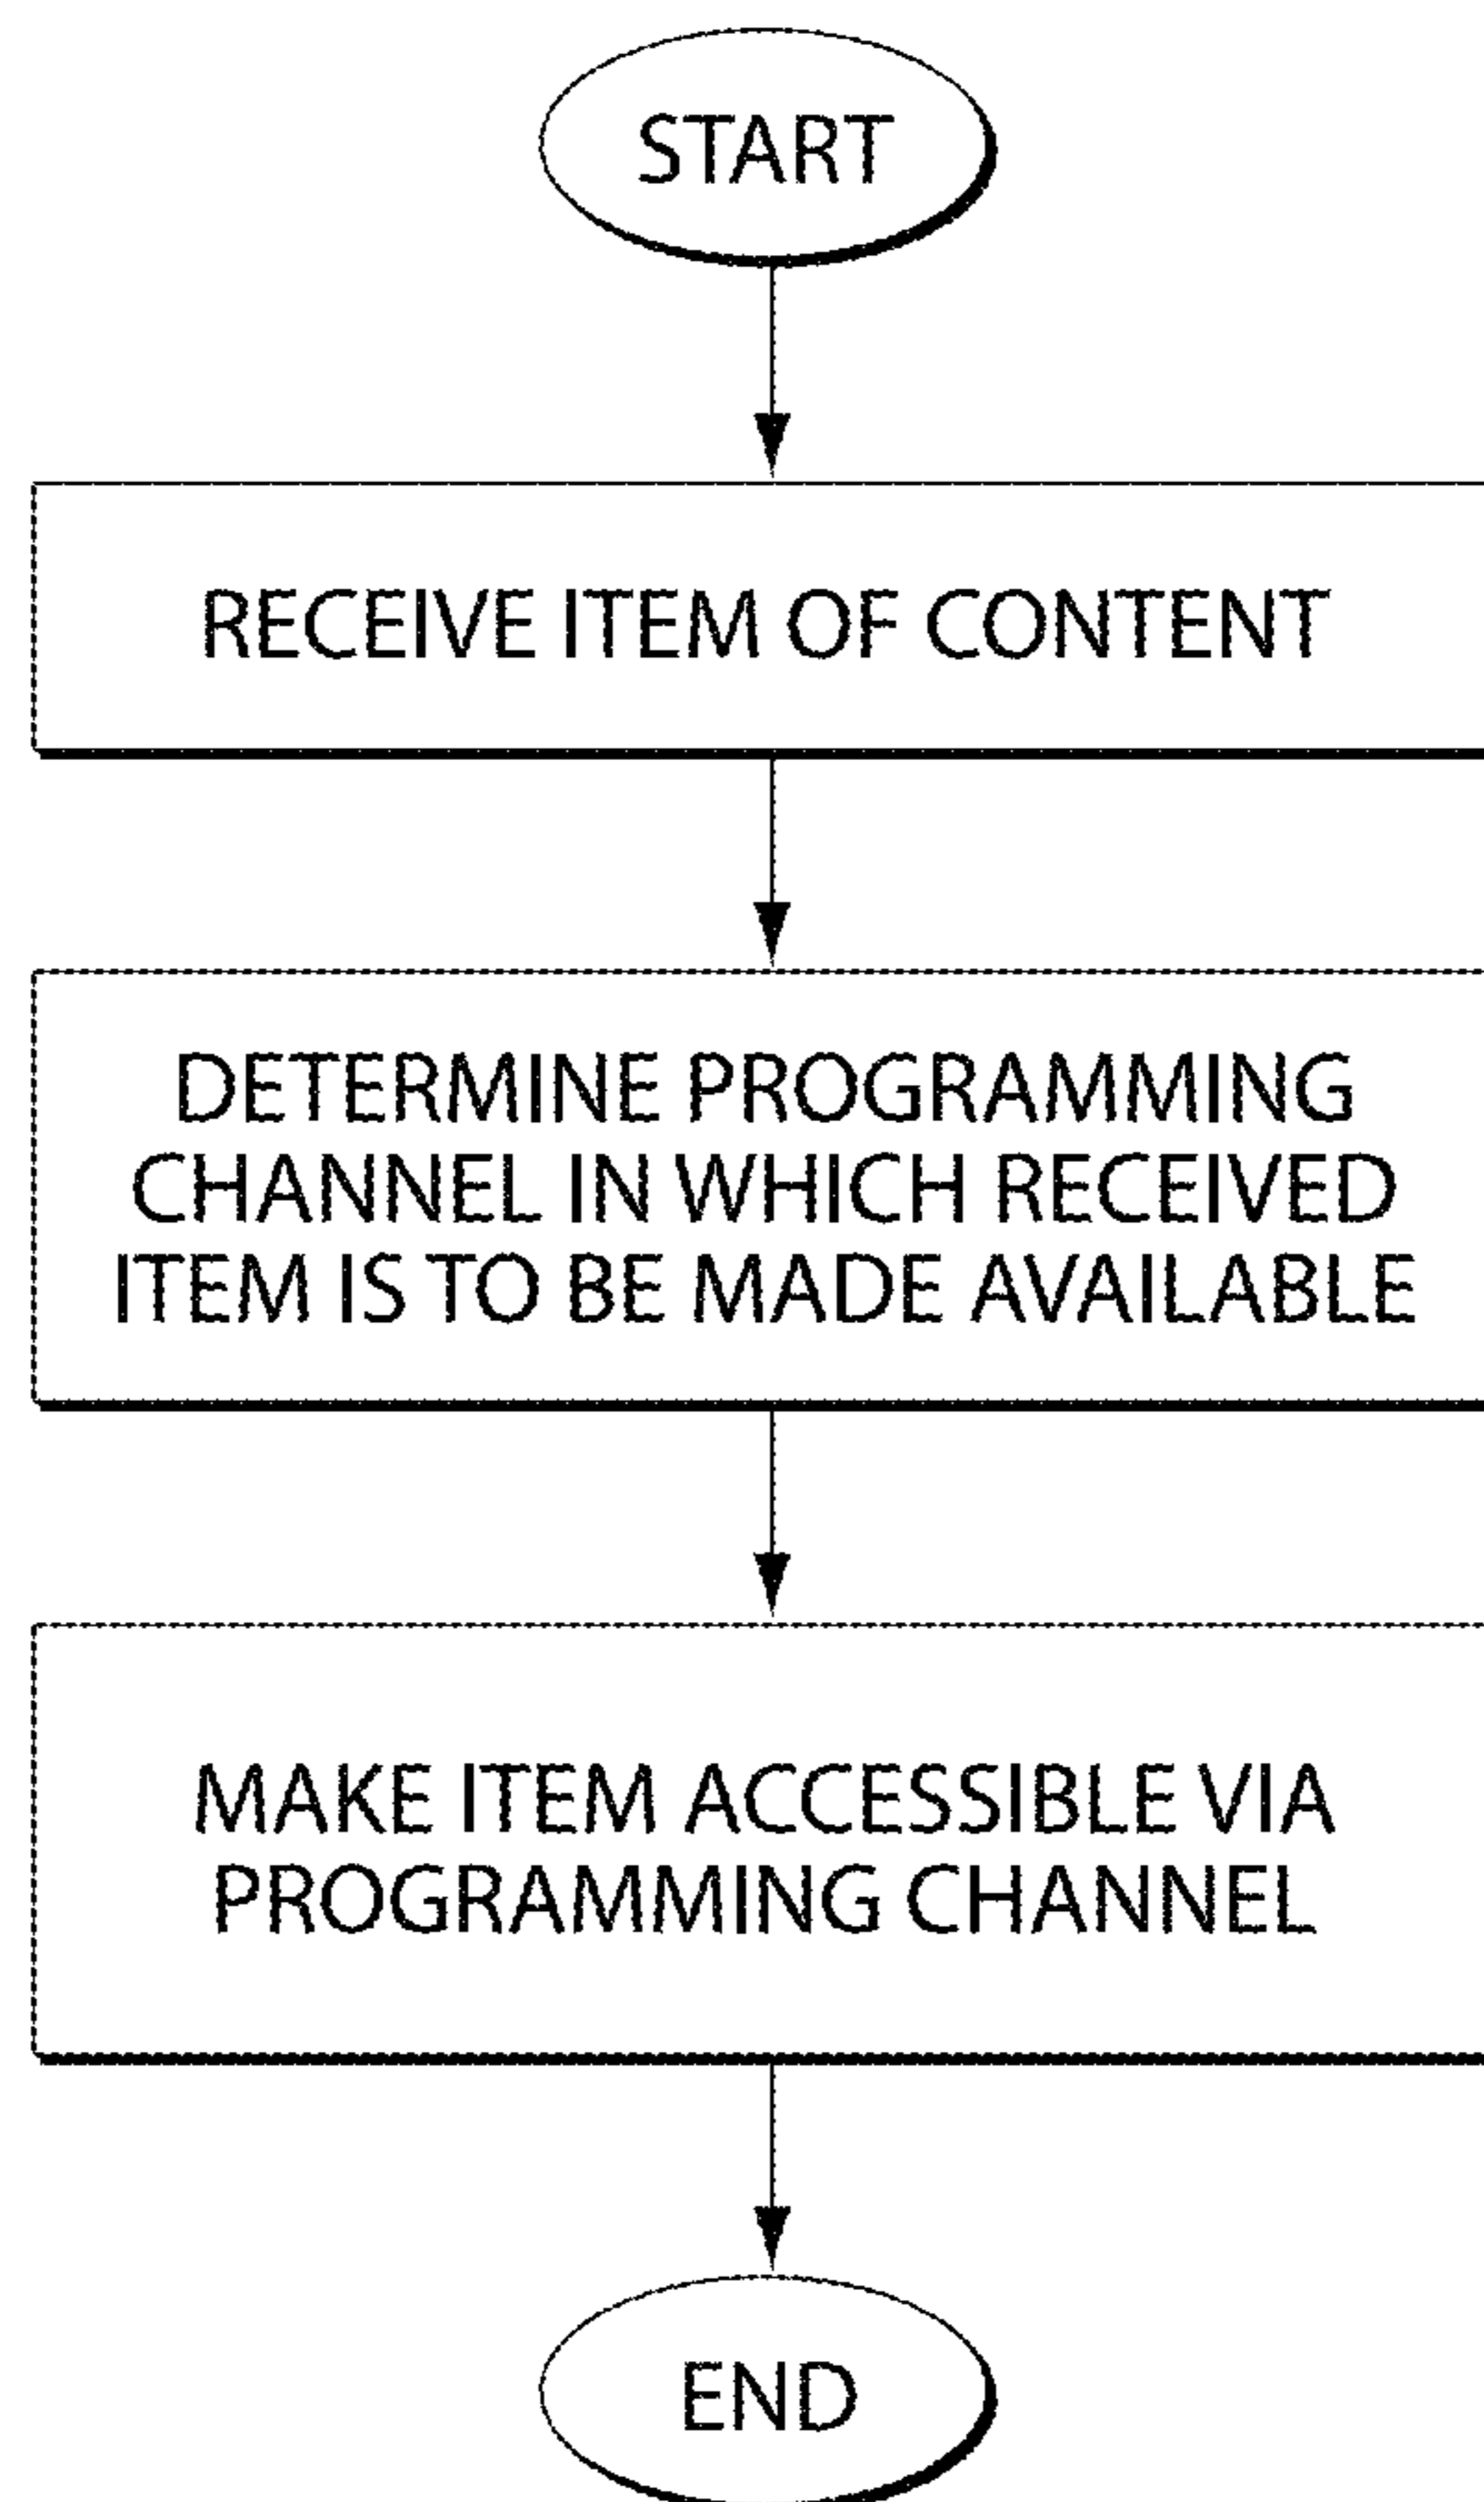 START
RECEIVE ITEM OF CONTENT
DETERMINE PROGRAMMING
CHANNEL IN WHICH RECEIVED
ITEM IS TO BE MADE AVAILABLE
MAKE ITEM ACCESSIBLE VIA
PROGRAMMING CHANNEL
END